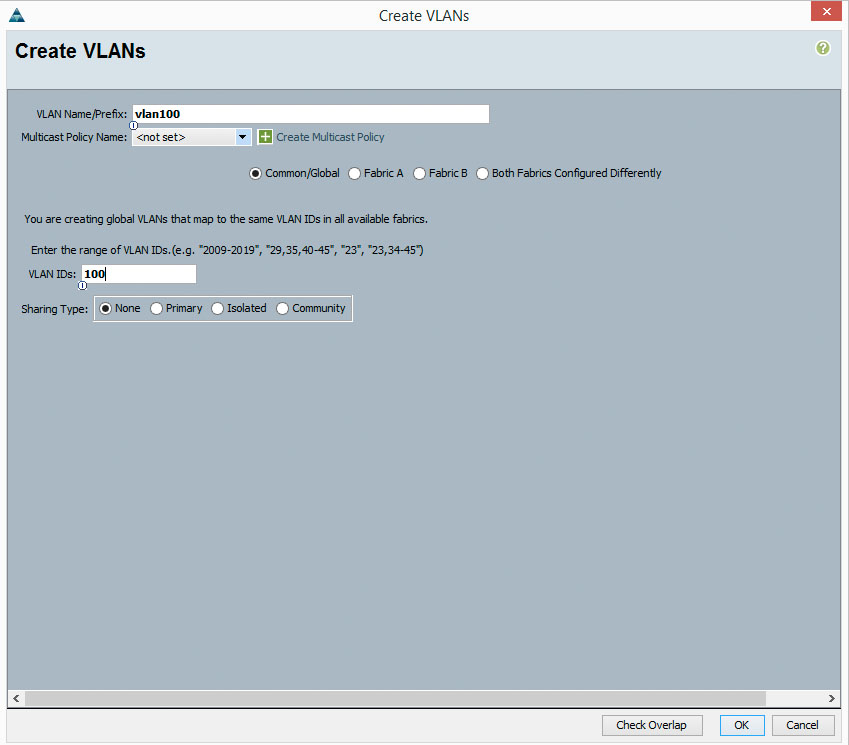 Create VLANs
Create VLANs
VLAN Name/Prefix: vlan100
Multicast Policy Name: <not set> Create Multicast Policy
Common/Global Fabric A Fabric B Both Fabrics Configured Differently
You are creating global VLANs that map to the same VLAN IDs in all available fabrics.
Enter the range of VLAN IDs.(e.g. "2009-2019", "29,35,40-45", "23", "23,34-45")
VLAN IDs: 100
Sharing Type: None Primary Isolated Community
Check Overlap OK Cancel